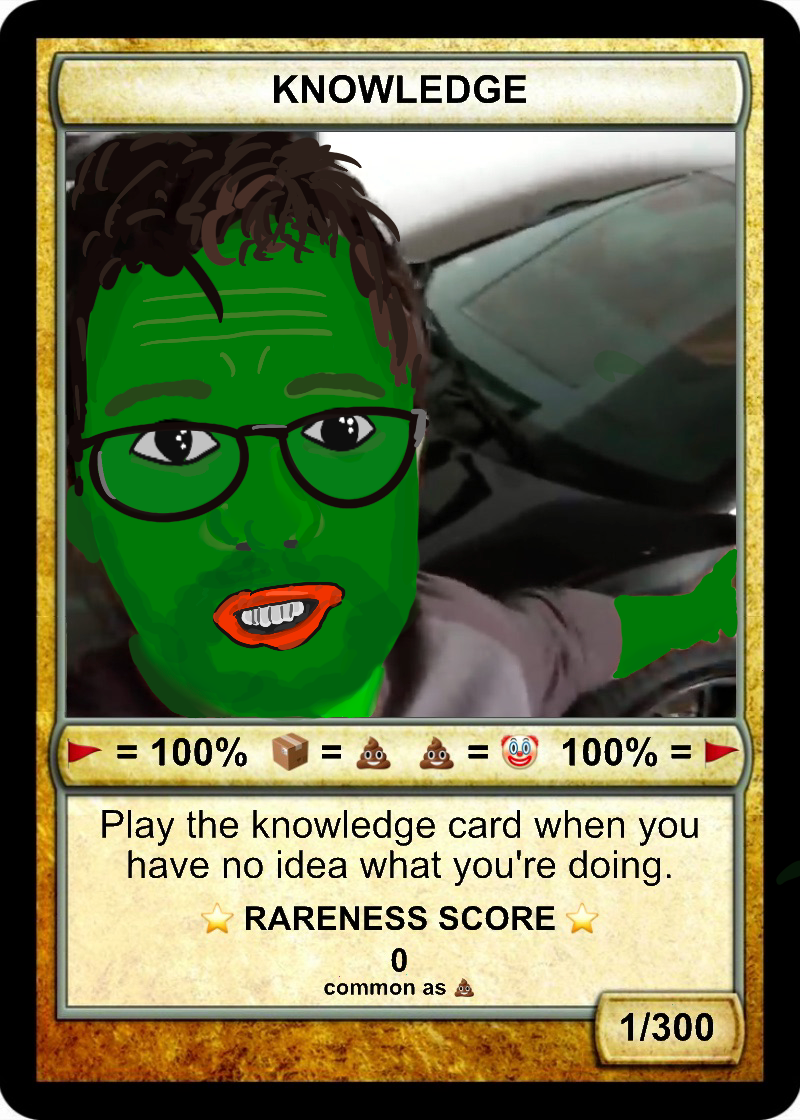 KNOWLEDGE
🚩 = 100% 📦 = 💩 💩 = 🤡 100% = 🚩
Play the knowledge card when you
have no idea what you're doing.
⭐ RARENESS SCORE ⭐
0
common as 💩
1/300